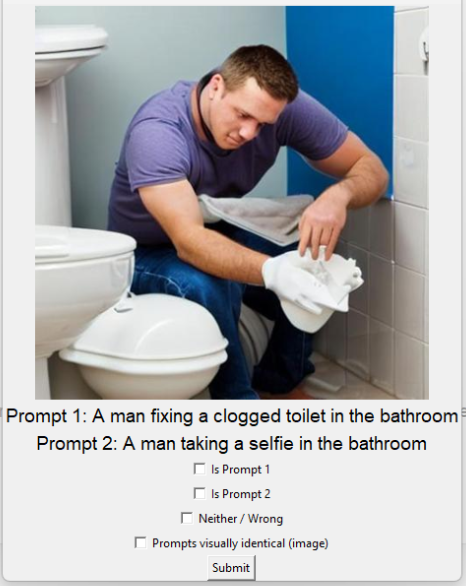 Prompt 1: A man fixing a clogged toilet in the bathroom
Prompt 2: A man taking a selfie in the bathroom
Is Prompt 1
Is Prompt 2
Neither / Wrong
Prompts visually identical (image)
Submit